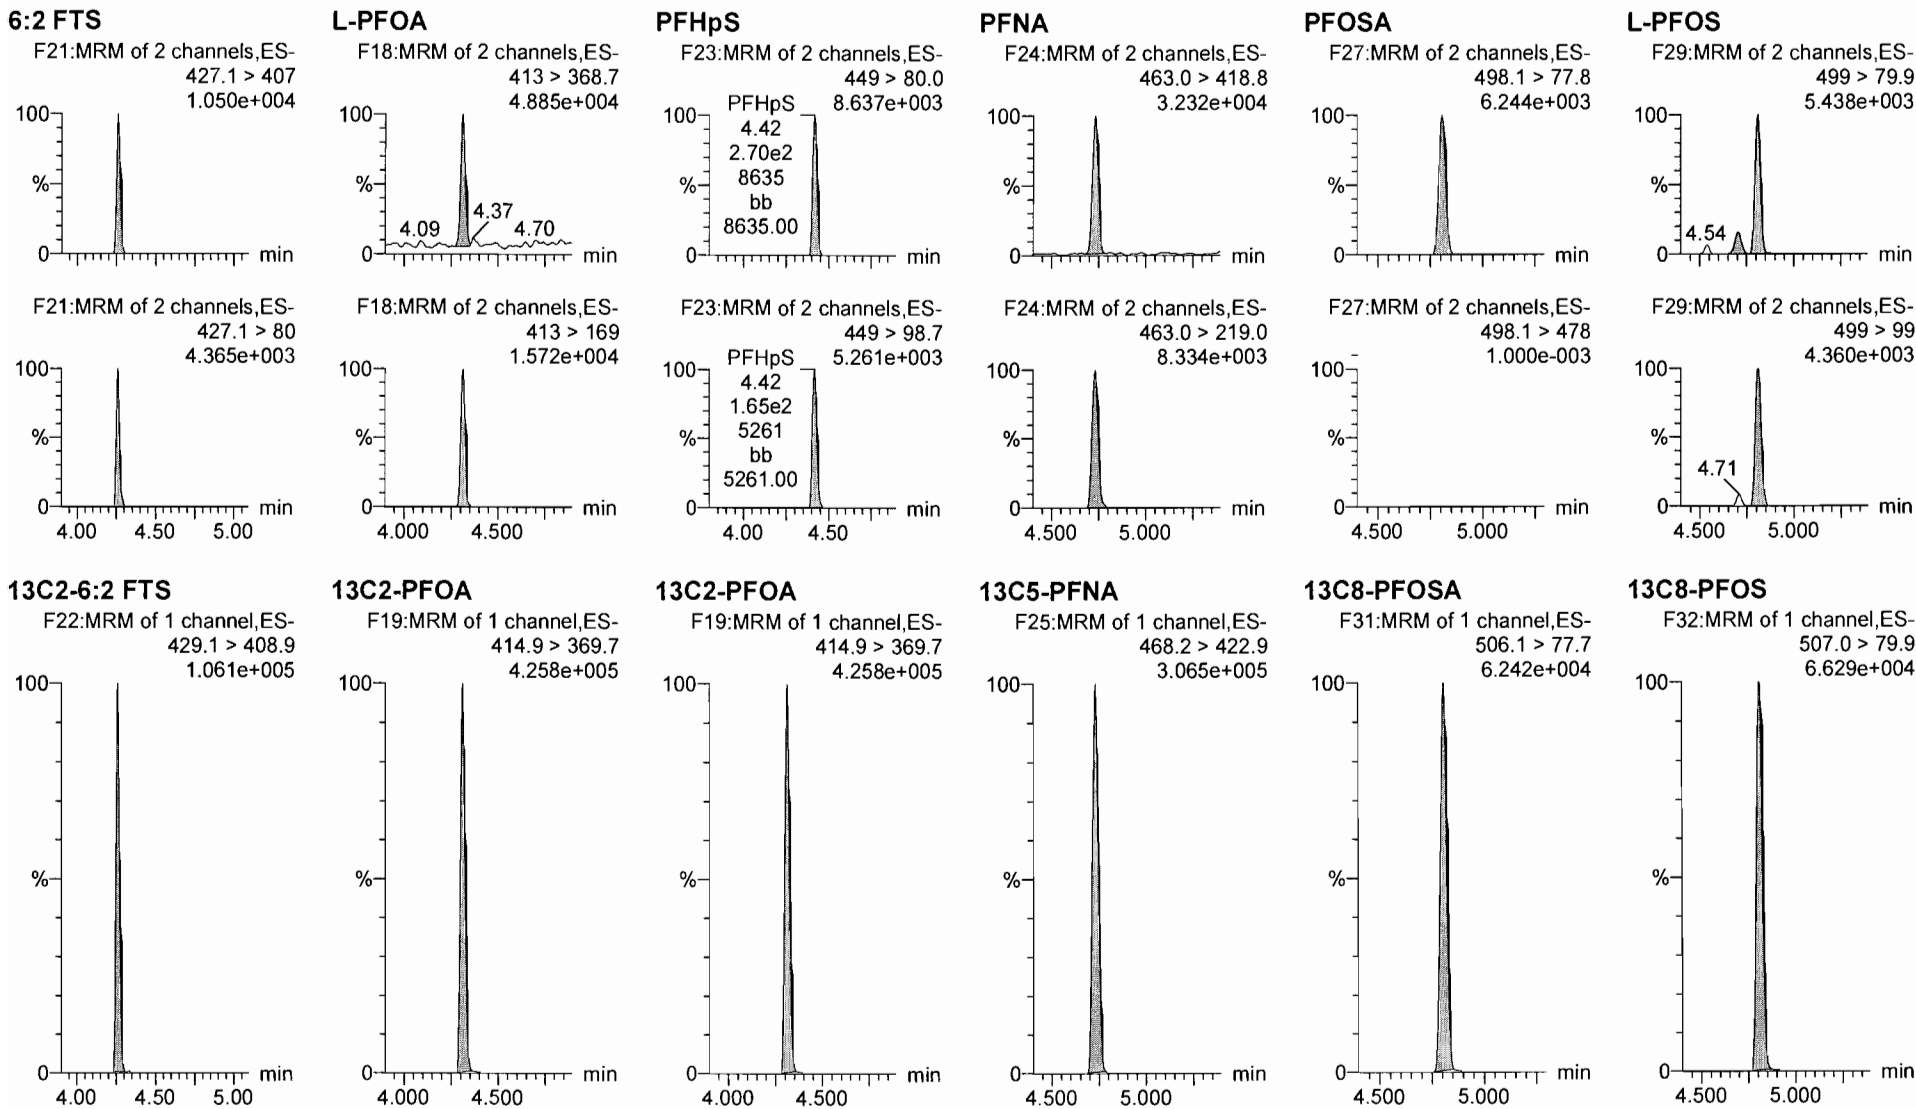 6:2 FTS
F21:MRM of 2 channels,ES-
427.1 > 407
1.050e+004
100
%
0
min
L-PFOA
F18:MRM of 2 channels,ES-
413 > 368.7
4.885e+004
100
%
4.09
4.37
4.70
0
min
PFHpS
F23:MRM of 2 channels,ES-
449 > 80.0
8.637e+003
100
PFHpS
4.42
2.70e2
8635
bb
8635.00
%
0
min
PFNA
F24:MRM of 2 channels,ES-
463.0 > 418.8
3.232e+004
100
%
0
min
PFOSA
F27:MRM of 2 channels,ES-
498.1 > 77.8
6.244e+003
100
%
0
min
L-PFOS
F29:MRM of 2 channels,ES-
499 > 79.9
5.438e+003
100
%
4.54
0
min
F21:MRM of 2 channels,ES-
427.1 > 80
4.365e+003
100
%
0
min
4.00 4.50 5.00
F18:MRM of 2 channels,ES-
413 > 169
1.572e+004
100
%
0
min
4.000 4.500
F23:MRM of 2 channels,ES-
449 > 98.7
5.261e+003
100
PFHpS
4.42
1.65e2
5261
bb
5261.00
%
0
min
4.00 4.50
F24:MRM of 2 channels,ES-
463.0 > 219.0
8.334e+003
100
%
0
min
4.500 5.000
F27:MRM of 2 channels,ES-
498.1 > 478
1.000e-003
100
%
0
min
4.500 5.000
F29:MRM of 2 channels,ES-
499 > 99
4.360e+003
100
%
4.71
0
min
4.500 5.000
13C2-6:2 FTS
F22:MRM of 1 channel,ES-
429.1 > 408.9
1.061e+005
100
%
0
min
4.00 4.50 5.00
13C2-PFOA
F19:MRM of 1 channel,ES-
414.9 > 369.7
4.258e+005
100
%
0
min
4.000 4.500
13C2-PFOA
F19:MRM of 1 channel,ES-
414.9 > 369.7
4.258e+005
100
%
0
min
4.000 4.500
13C5-PFNA
F25:MRM of 1 channel,ES-
468.2 > 422.9
3.065e+005
100
%
0
min
4.500 5.000
13C8-PFOSA
F31:MRM of 1 channel,ES-
506.1 > 77.7
6.242e+004
100
%
0
min
4.500 5.000
13C8-PFOS
F32:MRM of 1 channel,ES-
507.0 > 79.9
6.629e+004
100
%
0
min
4.500 5.000